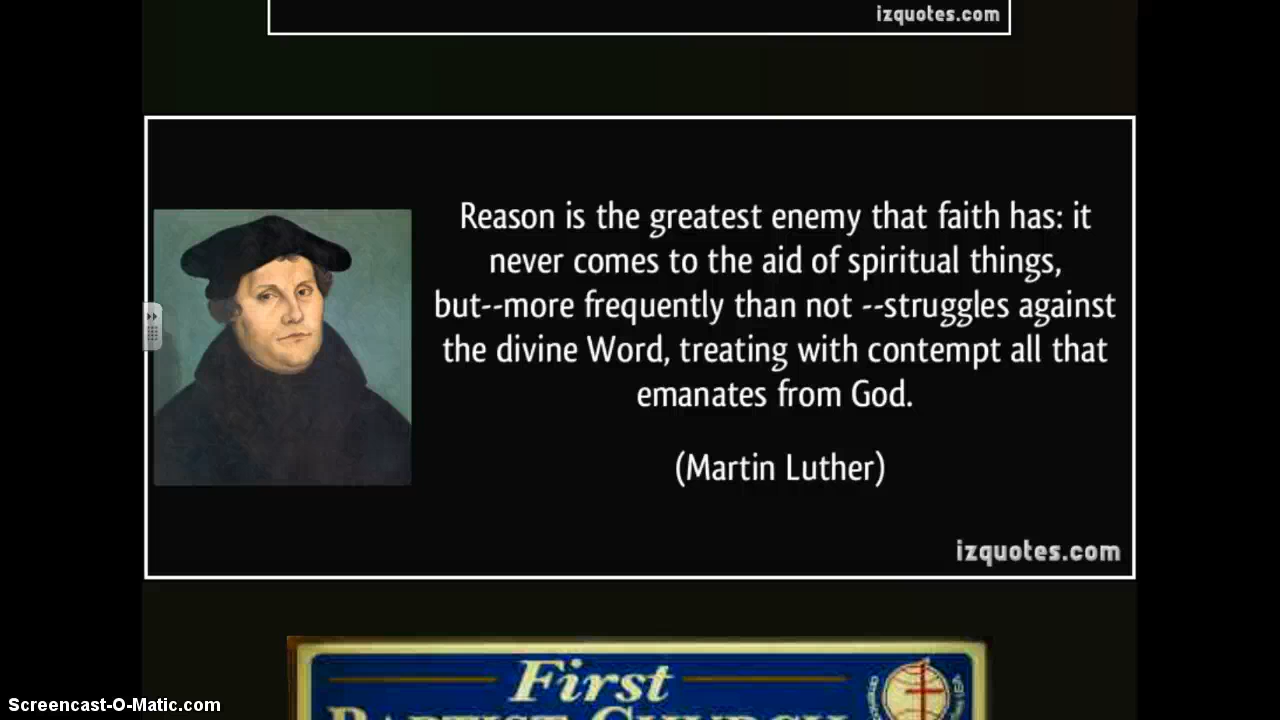 izquotes.com
Reason is the greatest enemy that faith has: it
never comes to the aid of spiritual things,
but--more frequently than not --struggles against
the divine Word, treating with contempt all that
emanates from God.
(Martin Luther)
izquotes.com
First
BAPTIST CHURCH
Screencast-O-Matic.com